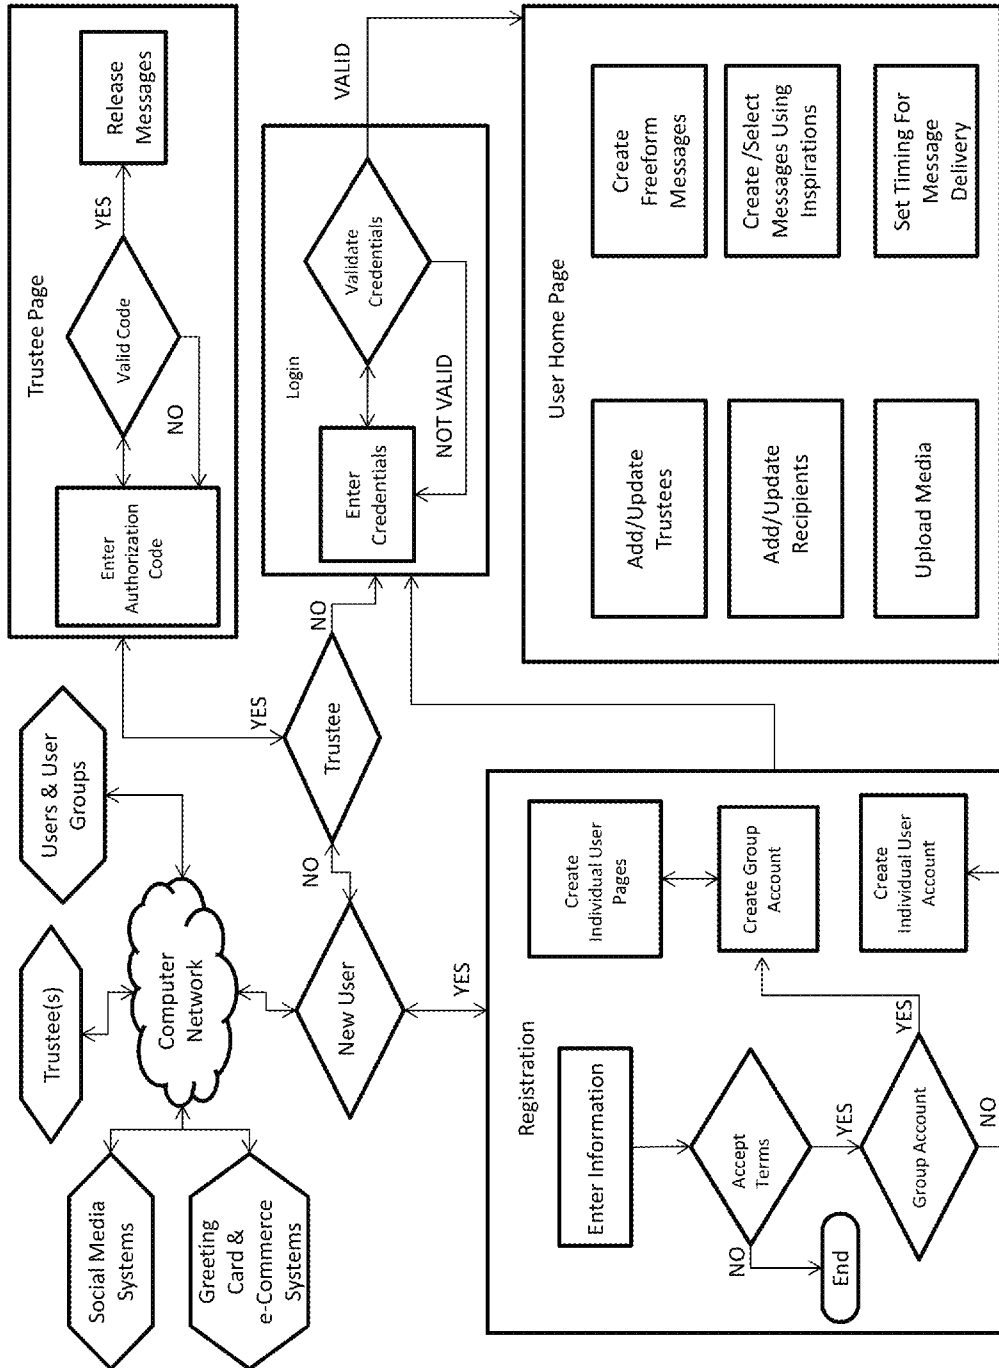 Social Media
Systems
Greeting
Card &
e-Commerce
Systems
Trustee(s)
Computer
Network
Users & User
Groups
New User
NO
YES
Trustee
YES
NO
Trustee Page
Enter
Authorization
Code
Valid Code
NO
YES
Release
Messages
Login
Enter
Credentials
Validate
Credentials
NOT VALID
VALID
Registration
Enter Information
Accept
Terms
NO
End
YES
Group Account
YES
NO
Create
Individual User
Pages
Create Group
Account
Create
Individual User
Account
User Home Page
Add/Update
Trustees
Add/Update
Recipients
Upload Media
Create
Freeform
Messages
Create /Select
Messages Using
Inspirations
Set Timing For
Message
Delivery